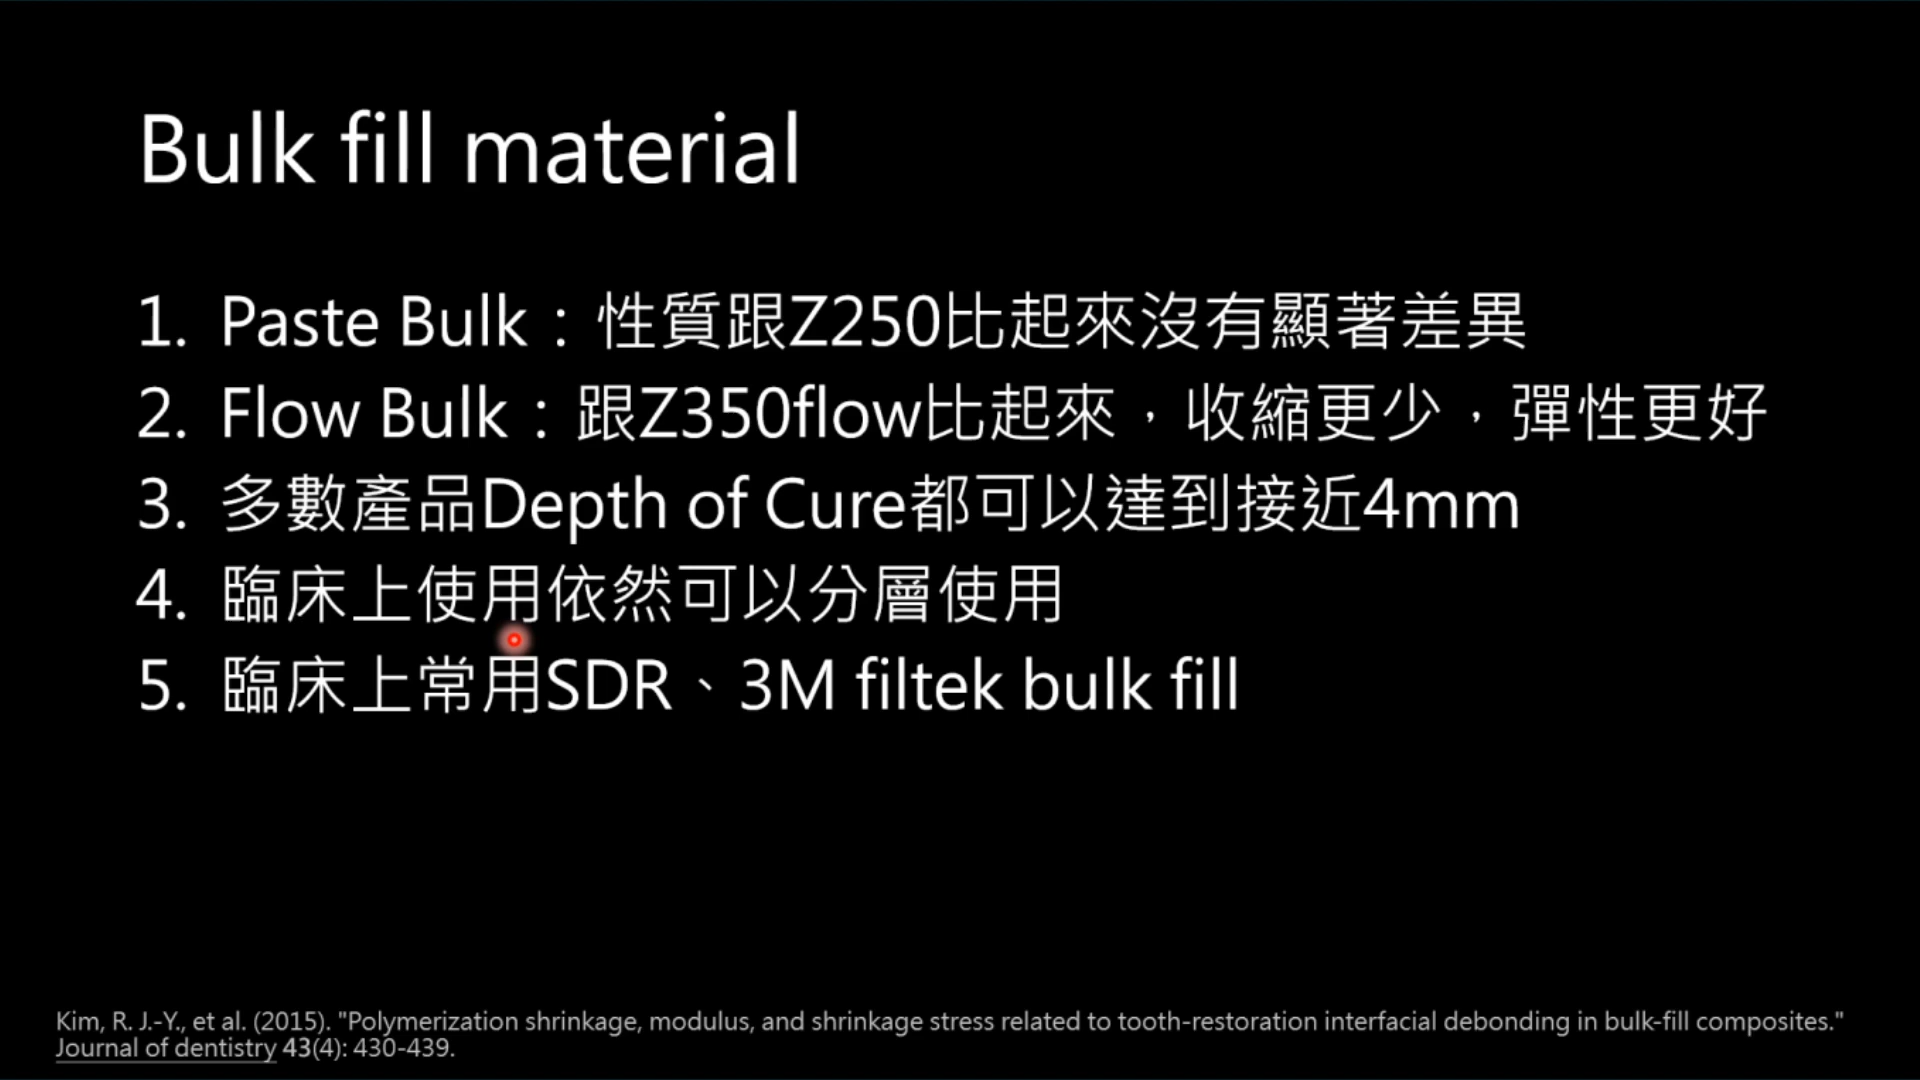 Bulk fill material
1. Paste Bulk：性質跟Z250比起來沒有顯著差異
2. Flow Bulk：跟Z350flow比起來，收縮更少，彈性更好
3. 多數產品Depth of Cure都可以達到接近4mm
4. 臨床上使用依然可以分層使用
5. 臨床上常用SDR、3M filtek bulk fill
Kim, R. J.-Y., et al. (2015). "Polymerization shrinkage, modulus, and shrinkage stress related to tooth-restoration interfacial debonding in bulk-fill composites."
Journal of dentistry 43(4): 430-439.